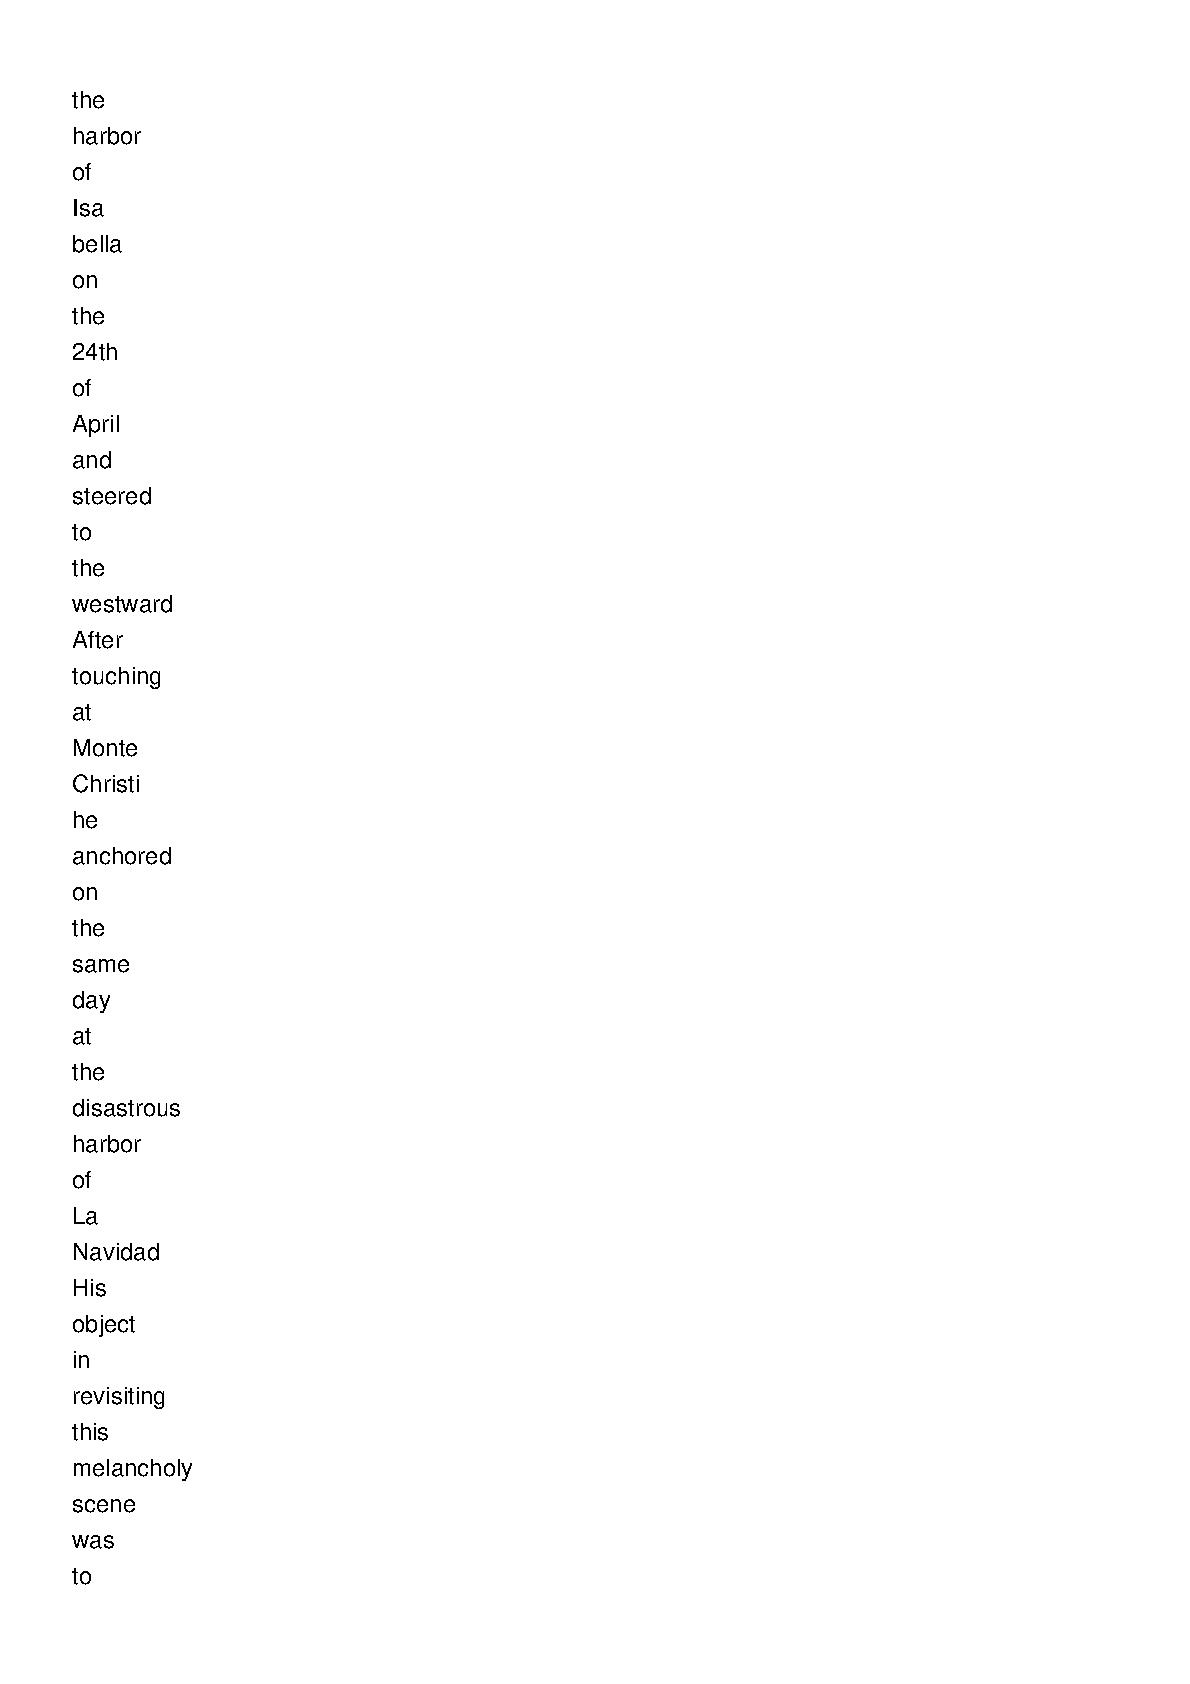 the
harbor
of
Isa
bella
on
the
24th
of
April
and
steered
to
the
westward
After
touching
at
Monte
Christi
he
anchored
on
the
same
day
at
the
disastrous
harbor
of
La
Navidad
His
object
in
revisiting
this
melancholy
scene
was
to